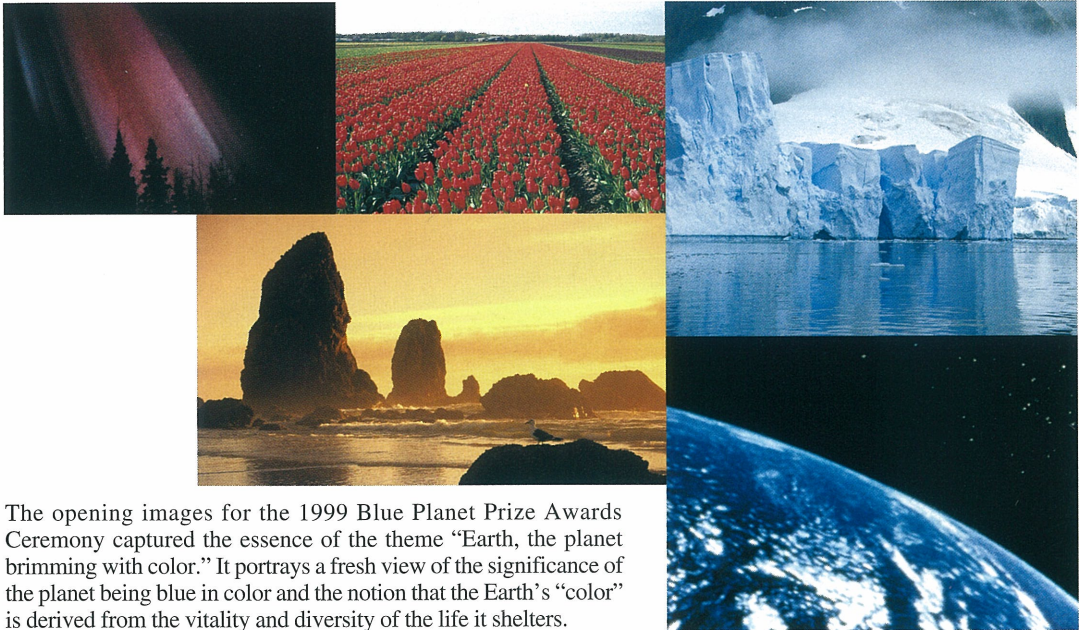 The opening images for the 1999 Blue Planet Prize Awards
Ceremony captured the essence of the theme “Earth, the planet
brimming with color.” It portrays a fresh view of the significance of
the planet being blue in color and the notion that the Earth’s “color”
is derived from the vitality and diversity of the life it shelters.